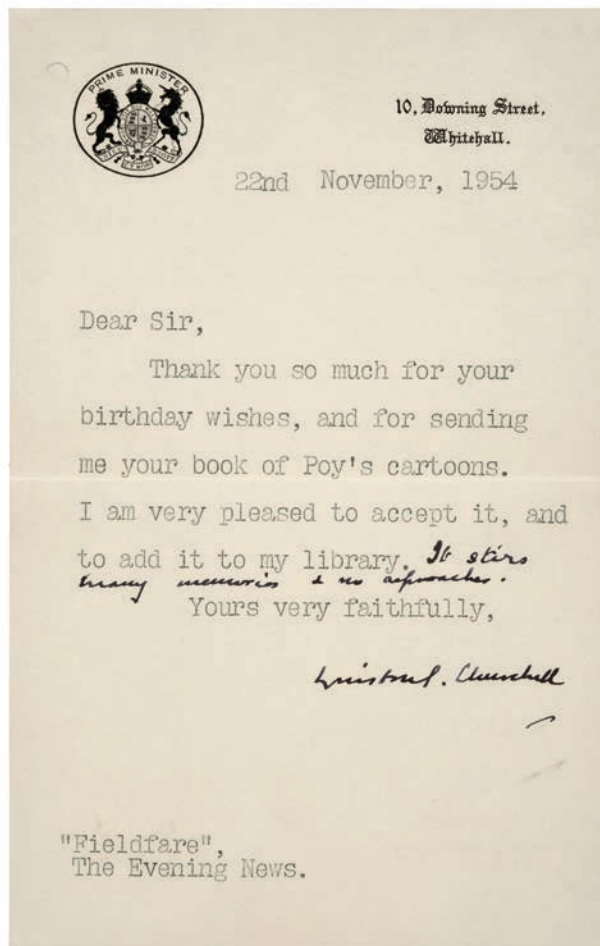 PRIME MINISTER
10, Downing Street,
Whitehall.
22nd November, 1954
Dear Sir,
Thank you so much for your
birthday wishes, and for sending
me your book of Poy's cartoons.
I am very pleased to accept it, and
to add it to my library. It stirs
many memories & no
Yours very faithfully,
Winston S. Churchill
"Fieldfare",
The Evening News.